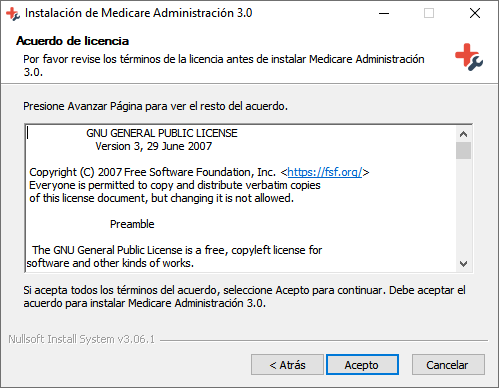 Instalación de Medicare Administración 3.0
Acuerdo de licencia
Por favor revise los términos de la licencia antes de instalar Medicare Administración
3.0.
Presione Avanzar Página para ver el resto del acuerdo.
GNU GENERAL PUBLIC LICENSE
Version 3, 29 June 2007
Copyright (C) 2007 Free Software Foundation, Inc. <https://fsf.org/>
Everyone is permitted to copy and distribute verbatim copies
of this license document, but changing it is not allowed.
Preamble
The GNU General Public License is a free, copyleft license for
software and other kinds of works.
Si acepta todos los términos del acuerdo, seleccione Acepto para continuar. Debe aceptar el
acuerdo para instalar Medicare Administración 3.0.
Nullsoft Install System v3.06.1
< Atrás
Acepto
Cancelar